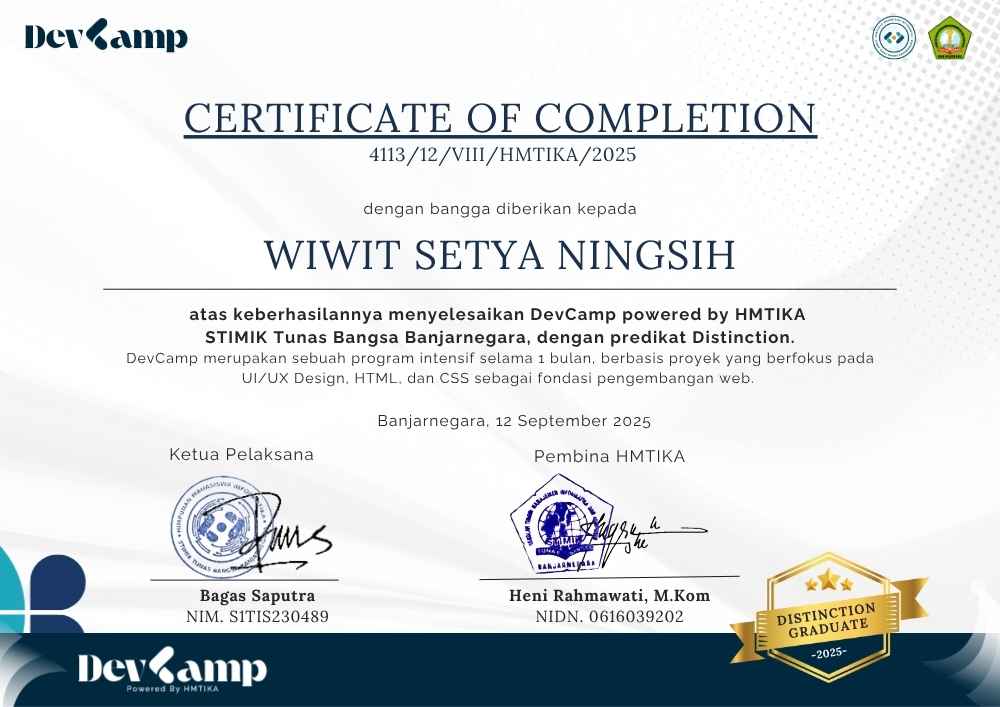 DevCamp
CERTIFICATE OF COMPLETION
4113/12/VIII/HMTIKA/2025
dengan bangga diberikan kepada
WIWIT SETYA NINGSIH
atas keberhasilannya menyelesaikan DevCamp powered by HMTIKA
STIMIK Tunas Bangsa Banjarnegara, dengan predikat Distinction.
DevCamp merupakan sebuah program intensif selama 1 bulan, berbasis proyek yang berfokus pada
UI/UX Design, HTML, dan CSS sebagai fondasi pengembangan web.
Banjarnegara, 12 September 2025
Ketua Pelaksana
Pembina HMTIKA
STIMIK
TUNAS BANGSA
BANJARNEGARA
Bagas Saputra
NIM. S1TIS230489
Heni Rahmawati, M.Kom
NIDN. 0616039202
DISTINCTION
GRADUATE
-2025-
DevCamp
Powered By HMTIKA